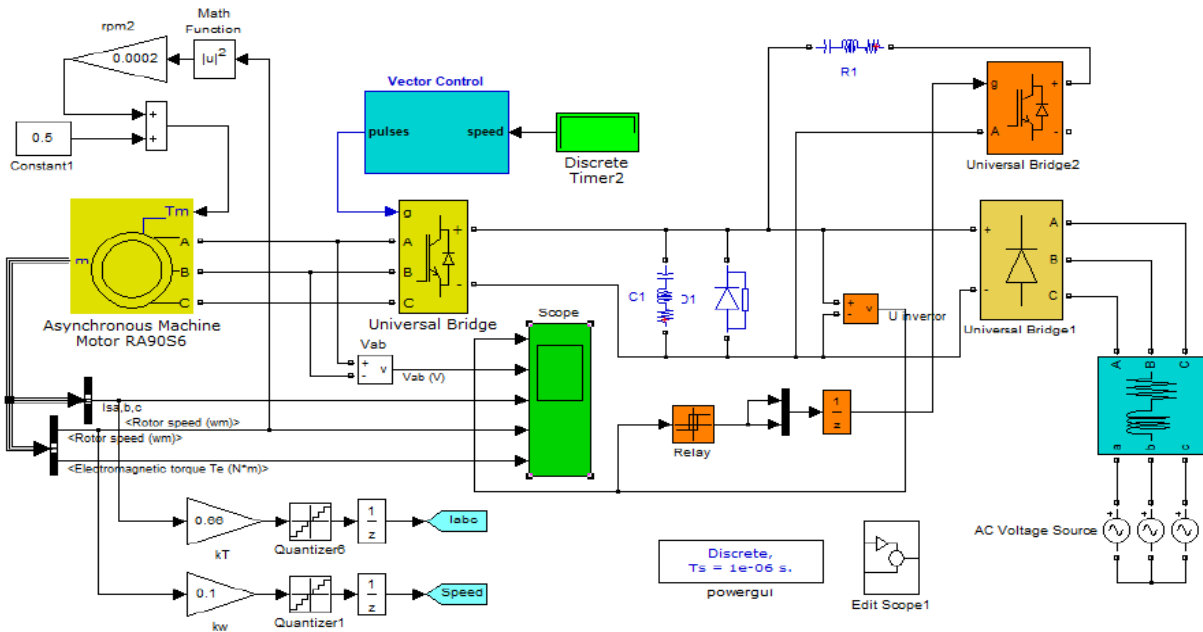 rpm2
Math
Function
0.0002
|u|²
+
+
0.5
Constant1
Vector Control
pulses
speed
Discrete
Timer2
R1
g
+
A
-
Universal Bridge2
Tm
m
A
B
C
Asynchronous Machine
Motor RA90S6
g
A
B
C
+
-
Universal Bridge
C1
D1
+
-
v
U invertor
+
-
A
B
C
Universal Bridge1
Scope
Vab
+
-
v
Vab (V)
Isa,b,c
<Rotor speed (wm)>
<Rotor speed (wm)>
<Electromagnetic torque Te (N*m)>
Relay
1
z
A
B
C
a
b
c
+
+
+
AC Voltage Source
0.66
kT
Quantizer6
1
z
Iabc
0.1
kw
Quantizer1
1
z
Speed
Discrete,
Ts = 1e-06 s.
powergui
Edit Scope1